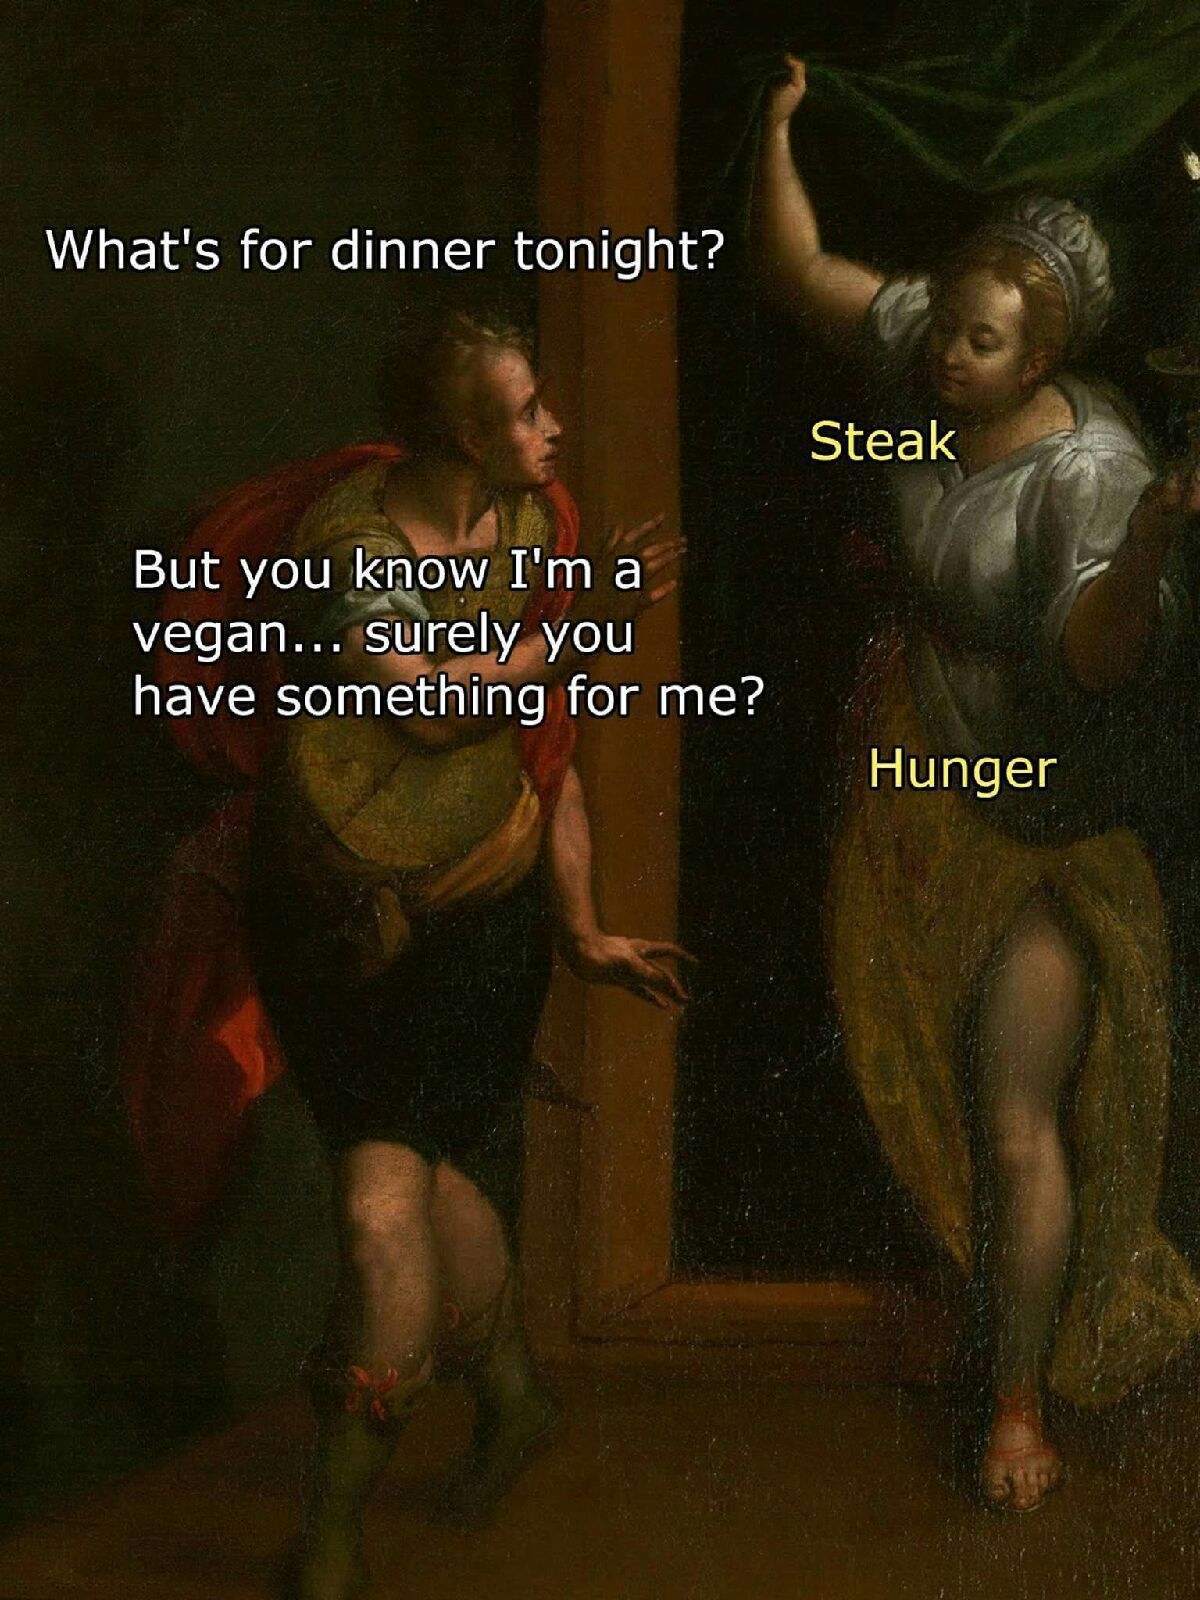 What's for dinner tonight?
Steak
But you know I'm a
vegan... surely you
have something for me?
Hunger